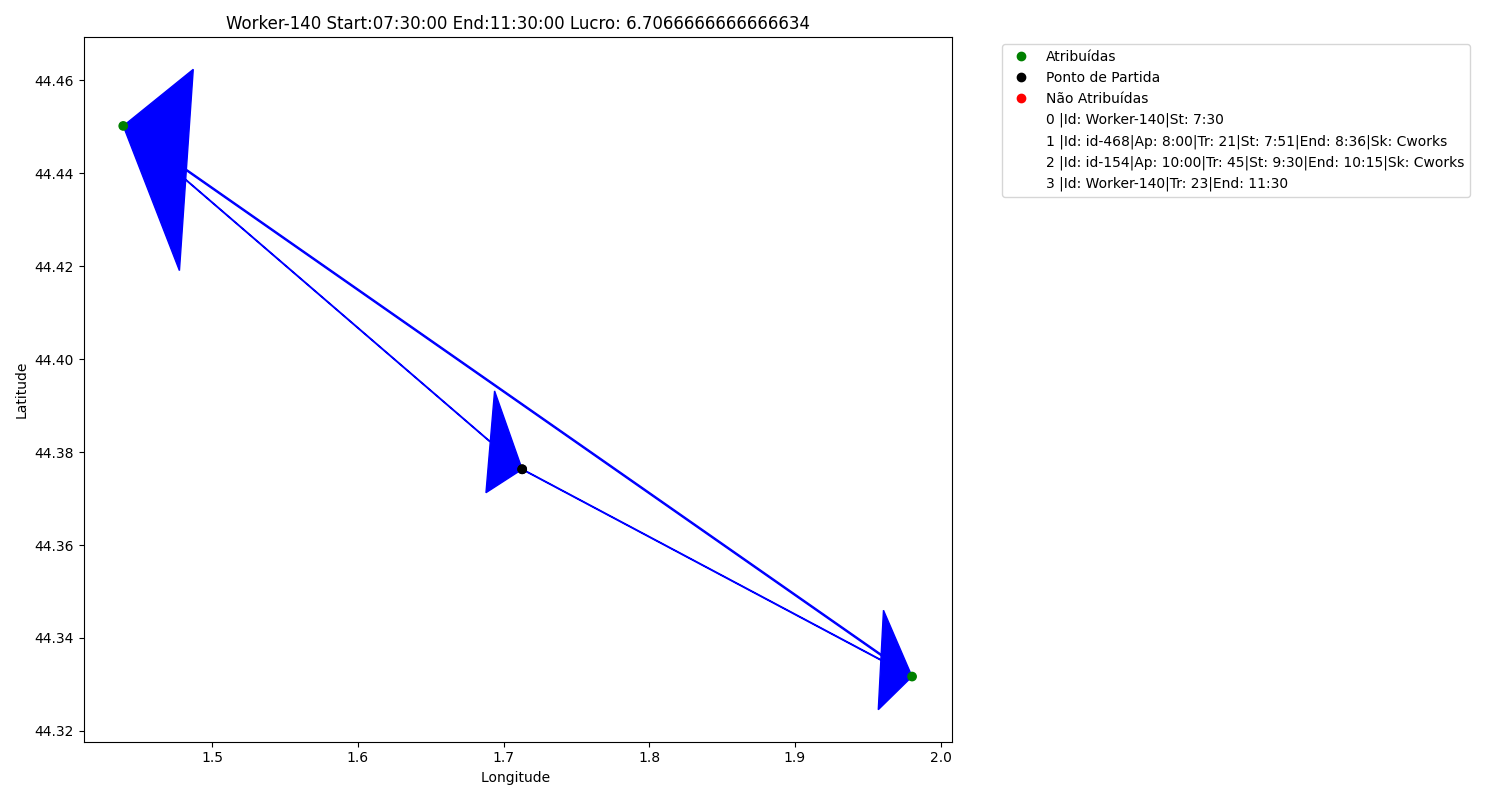 Worker-140 Start:07:30:00 End:11:30:00 Lucro: 6.7066666666666634
44.46
44.44
44.42
44.40
44.38
44.36
44.34
44.32
Latitude
1.5
1.6
1.7
1.8
1.9
2.0
Longitude
Atribuídas
Ponto de Partida
Não Atribuídas
0 |Id: Worker-140|St: 7:30
1 |Id: id-468|Ap: 8:00|Tr: 21|St: 7:51|End: 8:36|Sk: Cworks
2 |Id: id-154|Ap: 10:00|Tr: 45|St: 9:30|End: 10:15|Sk: Cworks
3 |Id: Worker-140|Tr: 23|End: 11:30